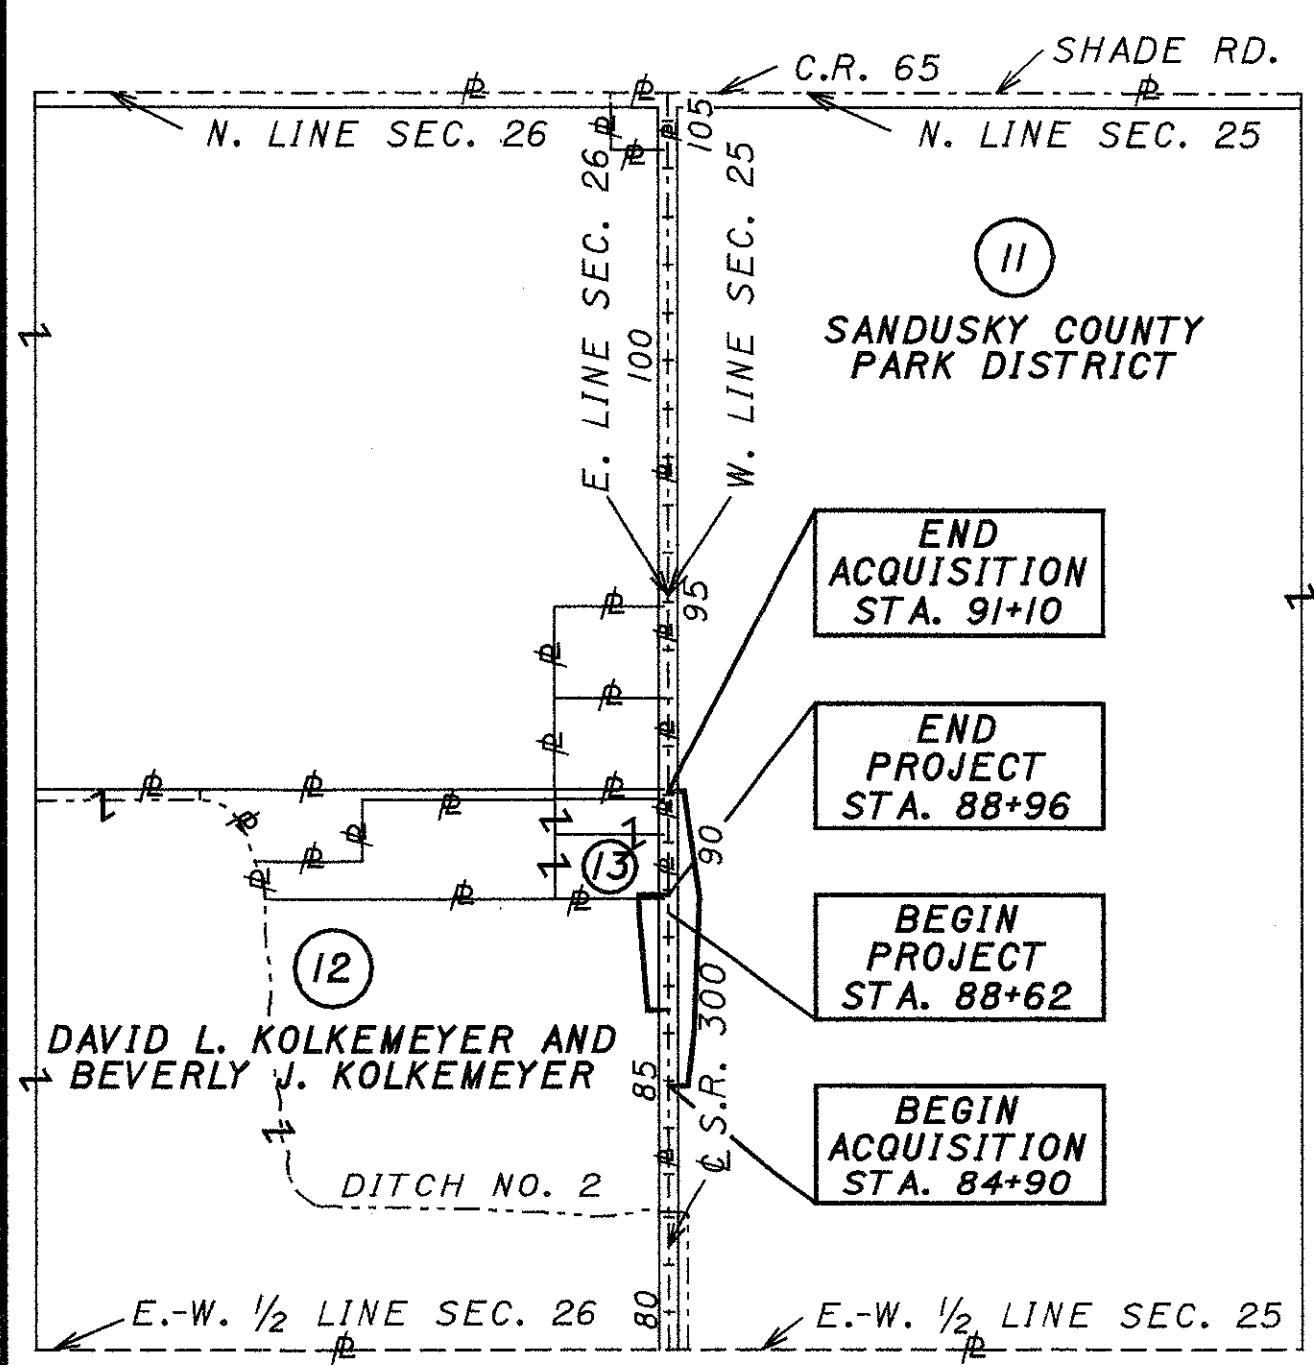 C.R. 65
SHADE RD.
N. LINE SEC. 26
N. LINE SEC. 25
105
E. LINE SEC. 26
W. LINE SEC. 25
11
SANDUSKY COUNTY
PARK DISTRICT
100
END
ACQUISITION
STA. 91+10
95
END
PROJECT
STA. 88+96
90
13
BEGIN
PROJECT
STA. 88+62
12
DAVID L. KOLKEMEYER AND
BEVERLY J. KOLKEMEYER
85
℄ S.R. 300
BEGIN
ACQUISITION
STA. 84+90
DITCH NO. 2
80
E.-W. ½ LINE SEC. 26
E.-W. ½ LINE SEC. 25